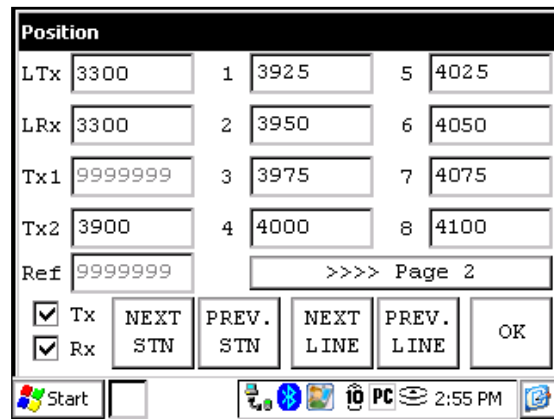 Position
LTx 3300 1 3925 5 4025
LRx 3300 2 3950 6 4050
Tx1 9999999 3 3975 7 4075
Tx2 3900 4 4000 8 4100
Ref 9999999 >>>> Page 2
Tx
Rx
NEXT STN
PREV. STN
NEXT LINE
PREV. LINE
OK
Start PC 2:55 PM